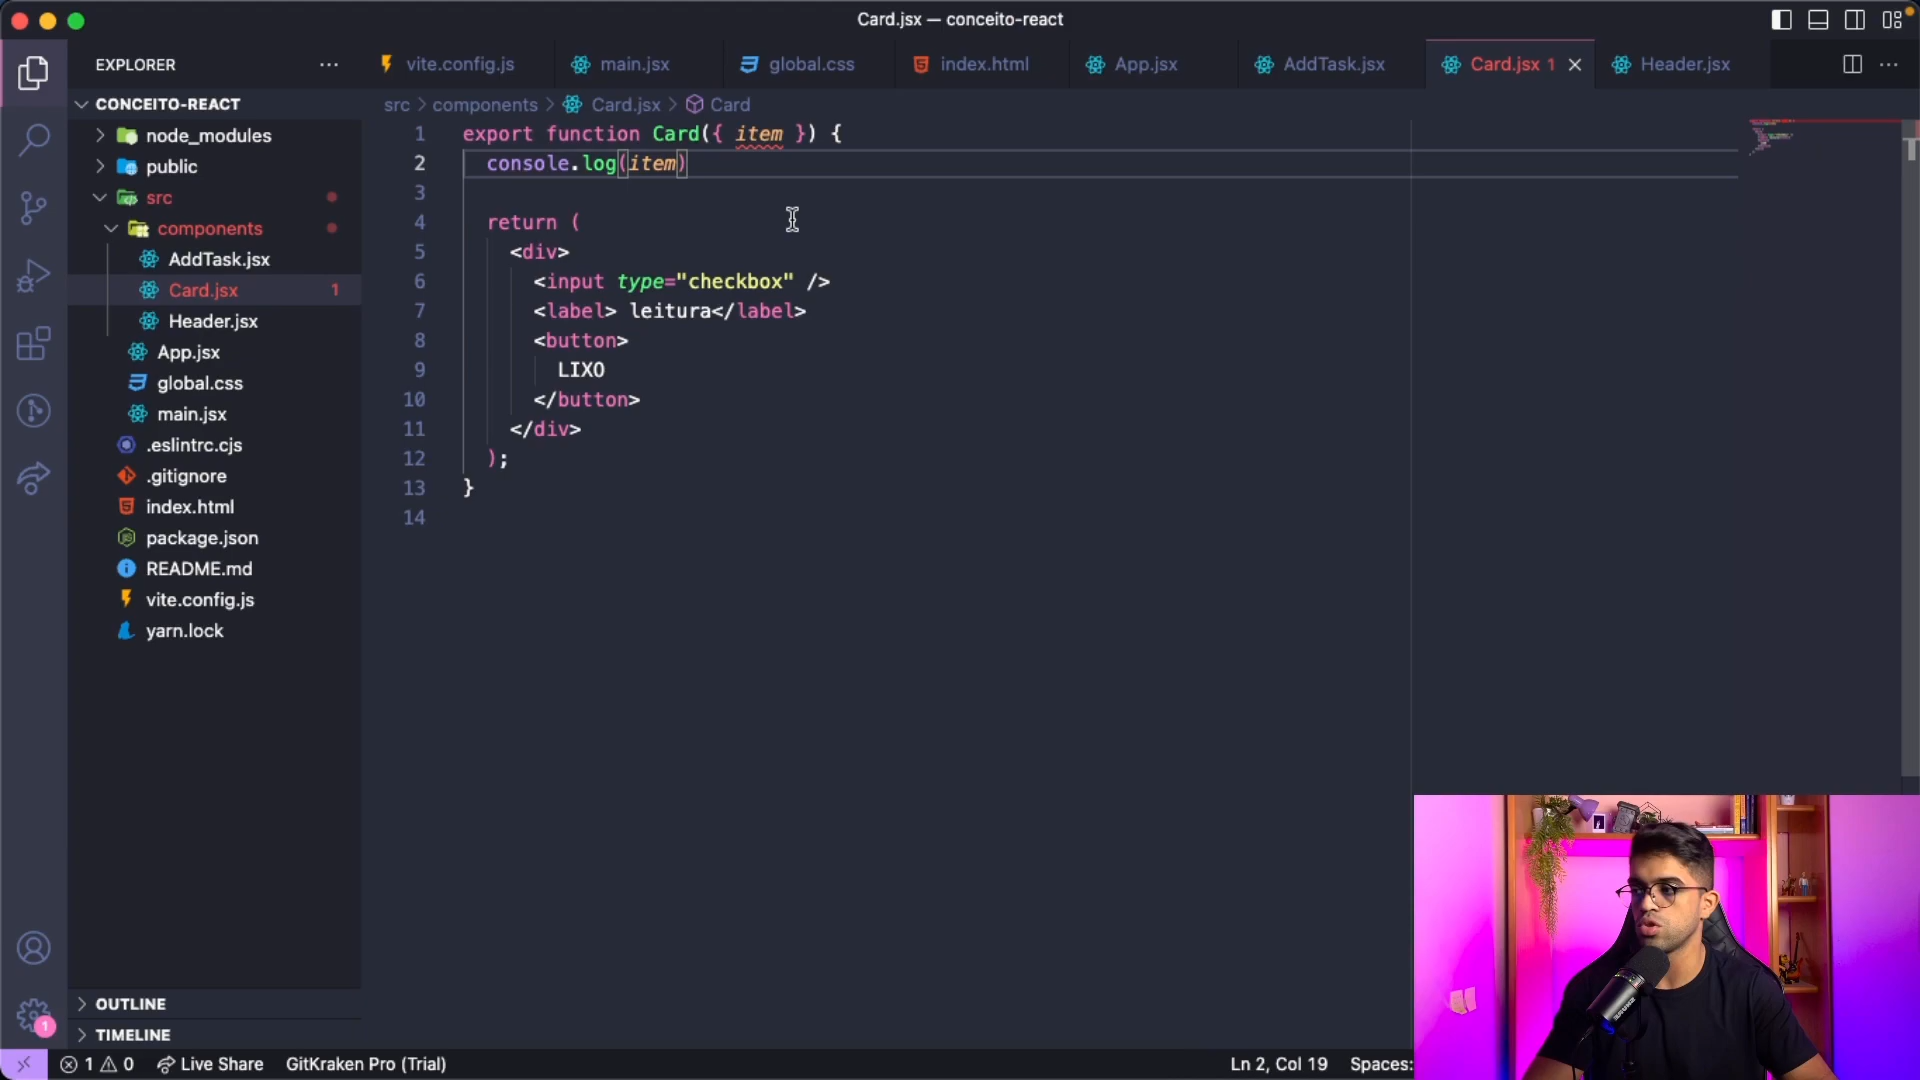 Card.jsx — conceito-react
EXPLORER
vite.config.js
main.jsx
global.css
index.html
App.jsx
AddTask.jsx
Card.jsx 1
Header.jsx
CONCEITO-REACT
node_modules
public
src
components
AddTask.jsx
Card.jsx 1
Header.jsx
App.jsx
global.css
main.jsx
.eslintrc.cjs
.gitignore
index.html
package.json
README.md
vite.config.js
yarn.lock
OUTLINE
TIMELINE
src > components > Card.jsx > Card
1 export function Card({ item }) {
2 console.log(item)
3
4 return (
5 <div>
6 <input type="checkbox" />
7 <label> leitura</label>
8 <button>
9 LIXO
10 </button>
11 </div>
12 );
13 }
14
1
1 0 Live Share GitKraken Pro (Trial) Ln 2, Col 19 Spaces: